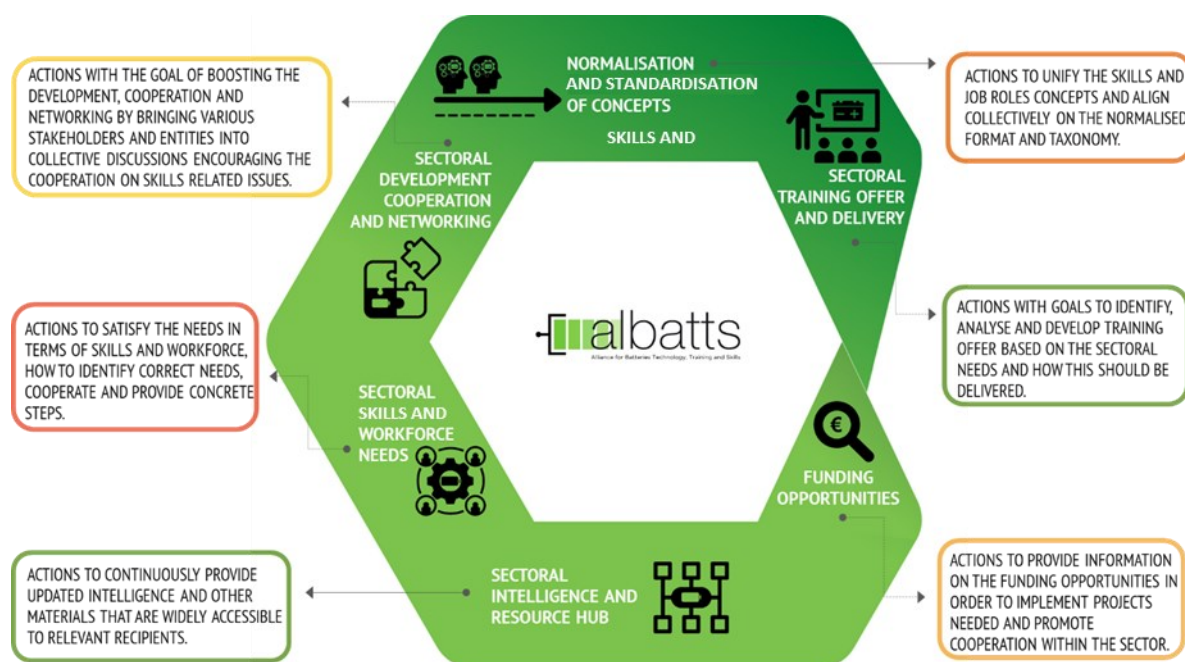 ACTIONS WITH THE GOAL OF BOOSTING THE
DEVELOPMENT, COOPERATION AND
NETWORKING BY BRINGING VARIOUS
STAKEHOLDERS AND ENTITIES INTO
COLLECTIVE DISCUSSIONS ENCOURAGING THE
COOPERATION ON SKILLS RELATED ISSUES.
NORMALISATION
AND STANDARDISATION
OF CONCEPTS
SKILLS AND
ACTIONS TO UNIFY THE SKILLS AND
JOB ROLES CONCEPTS AND ALIGN
COLLECTIVELY ON THE NORMALISED
FORMAT AND TAXONOMY.
SECTORAL
DEVELOPMENT
COOPERATION
AND NETWORKING
SECTORAL
TRAINING OFFER
AND DELIVERY
ACTIONS TO SATISFY THE NEEDS IN
TERMS OF SKILLS AND WORKFORCE,
HOW TO IDENTIFY CORRECT NEEDS,
COOPERATE AND PROVIDE CONCRETE
STEPS.
albatts
Alliance for Batteries Technology, Training and Skills
ACTIONS WITH GOALS TO IDENTIFY,
ANALYSE AND DEVELOP TRAINING
OFFER BASED ON THE SECTORAL
NEEDS AND HOW THIS SHOULD BE
DELIVERED.
SECTORAL
SKILLS AND
WORKFORCE
NEEDS
€
FUNDING
OPPORTUNITIES
ACTIONS TO CONTINUOUSLY PROVIDE
UPDATED INTELLIGENCE AND OTHER
MATERIALS THAT ARE WIDELY ACCESSIBLE
TO RELEVANT RECIPIENTS.
SECTORAL
INTELLIGENCE AND
RESOURCE HUB
ACTIONS TO PROVIDE INFORMATION
ON THE FUNDING OPPORTUNITIES IN
ORDER TO IMPLEMENT PROJECTS
NEEDED AND PROMOTE
COOPERATION WITHIN THE SECTOR.